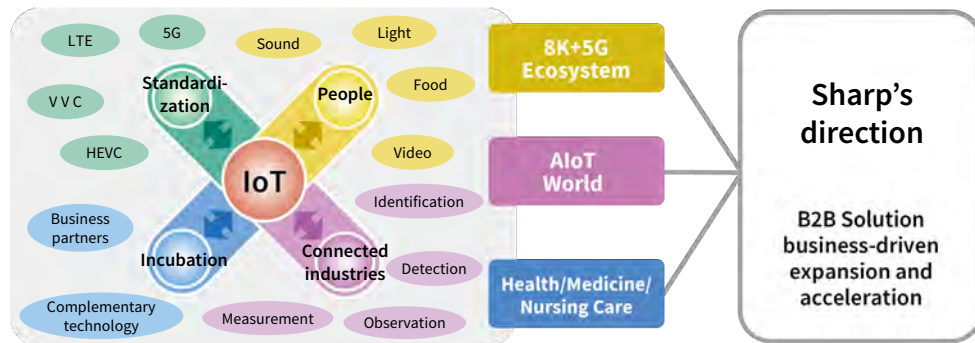 LTE
5G
Sound
Light
Standardi-
zation
People
Food
V V C
HEVC
Video
IoT
Identification
Business
partners
Incubation
Connected
industries
Detection
Complementary
technology
Measurement
Observation
8K+5G
Ecosystem
AIoT
World
Health/Medicine/
Nursing Care
Sharp's
direction
B2B Solution
business-driven
expansion and
acceleration